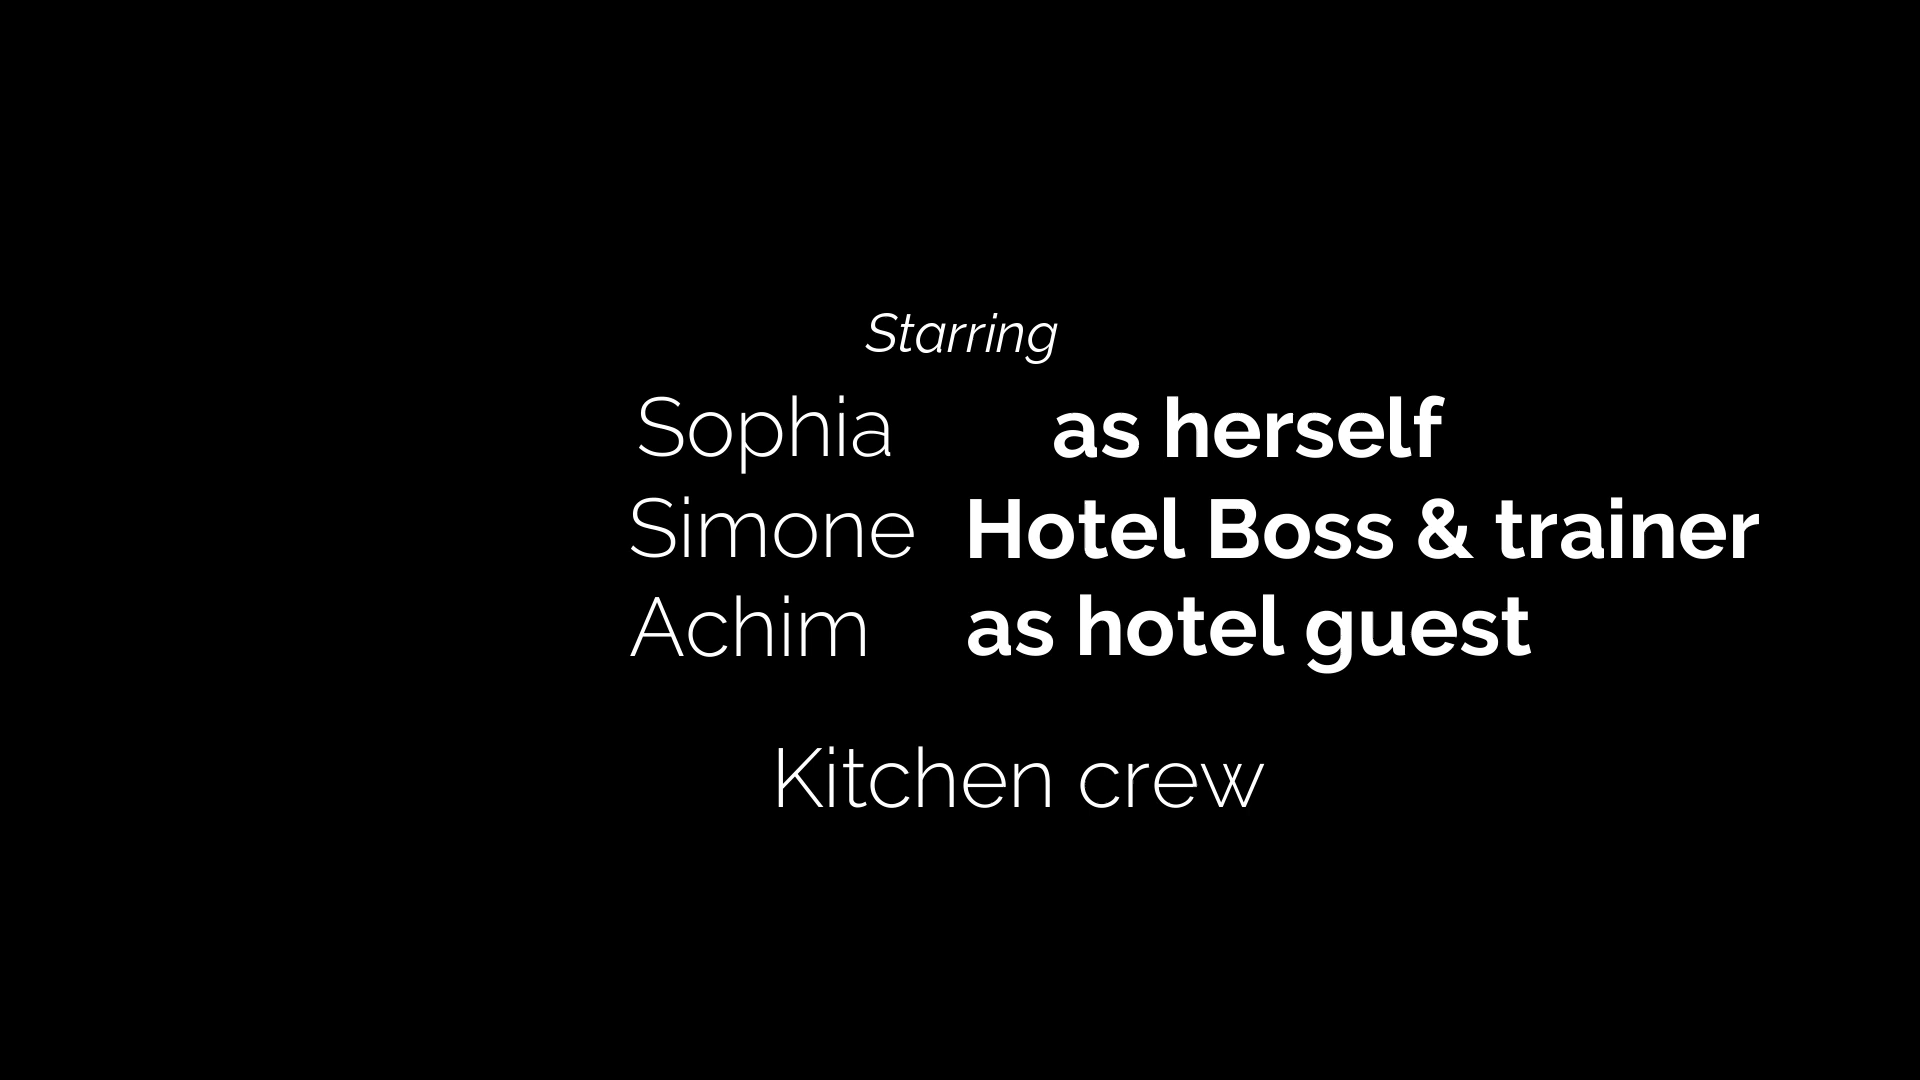 Starring
Sophia as herself
Simone Hotel Boss & trainer
Achim as hotel guest
Kitchen crew